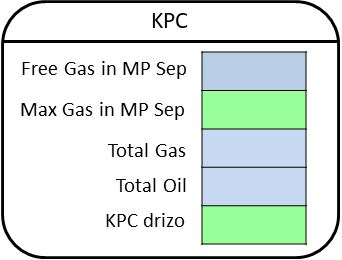 KPC
Free Gas in MP Sep
Max Gas in MP Sep
Total Gas
Total Oil
KPC drizo